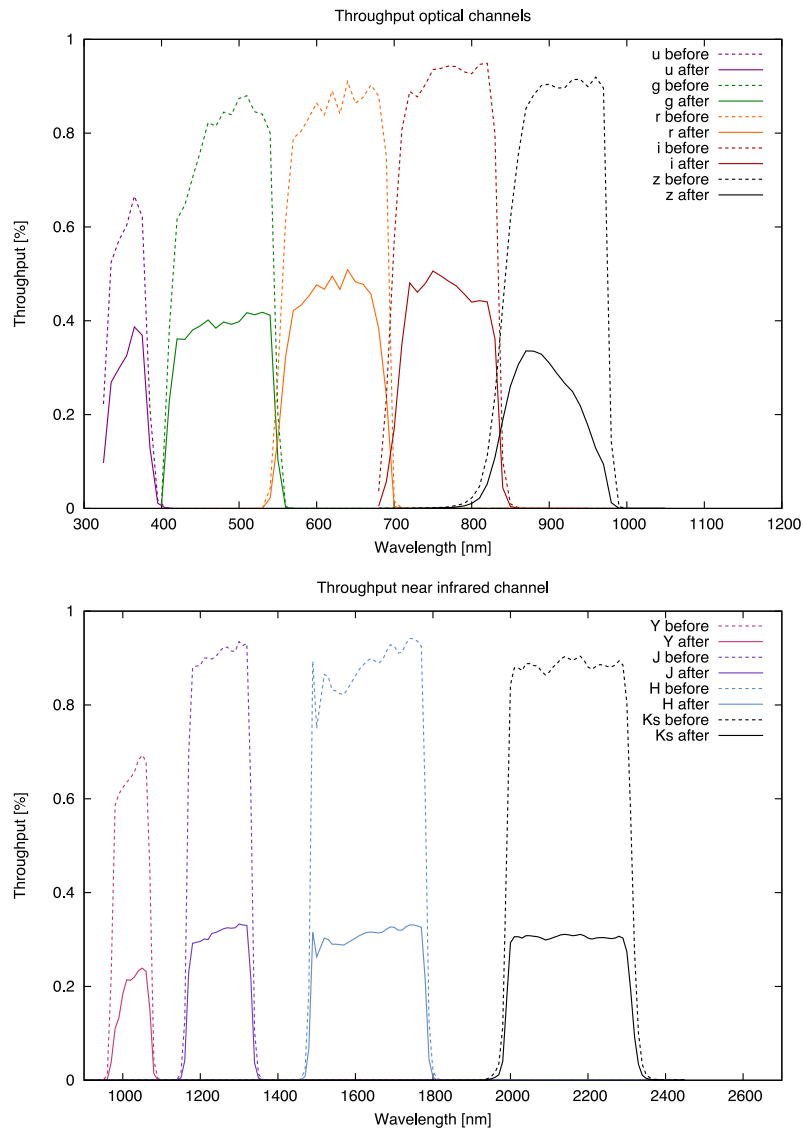 Throughput optical channels
1
0.8
0.6
0.4
0.2
0
Throughput [%]
u before
u after
g before
g after
r before
r after
i before
i after
z before
z after
300 400 500 600 700 800 900 1000 1100 1200
Wavelength [nm]
Throughput near infrared channel
1
0.8
0.6
0.4
0.2
0
Throughput [%]
Y before
Y after
J before
J after
H before
H after
Ks before
Ks after
1000 1200 1400 1600 1800 2000 2200 2400 2600
Wavelength [nm]